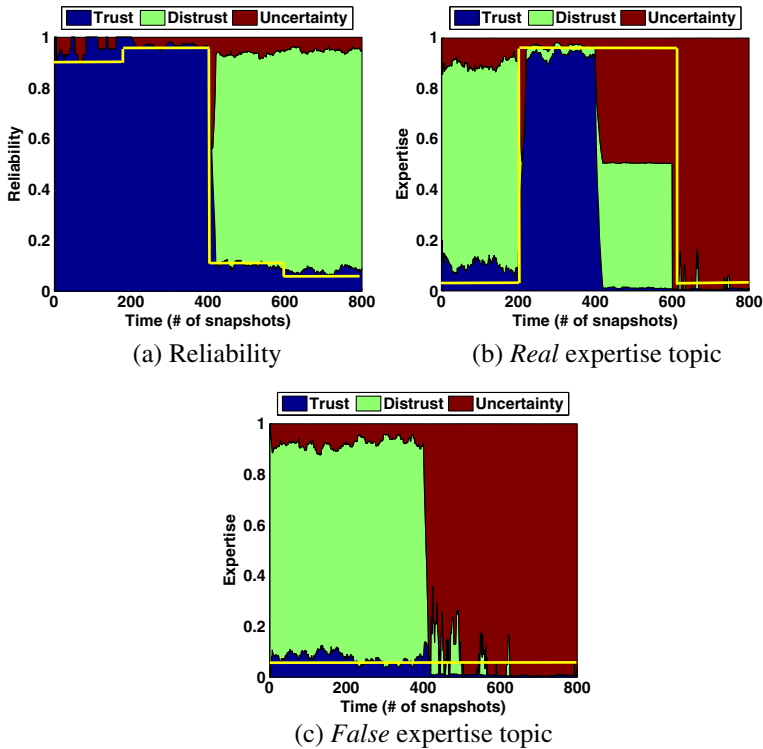 Trust Distrust Uncertainty
1
0.8
0.6
0.4
0.2
0
Reliability
0 200 400 600 800
Time (# of snapshots)
(a) Reliability
Trust Distrust Uncertainty
1
0.8
0.6
0.4
0.2
0
Expertise
0 200 400 600 800
Time (# of snapshots)
(b) Real expertise topic
Trust Distrust Uncertainty
1
0.8
0.6
0.4
0.2
0
Expertise
0 200 400 600 800
Time (# of snapshots)
(c) False expertise topic